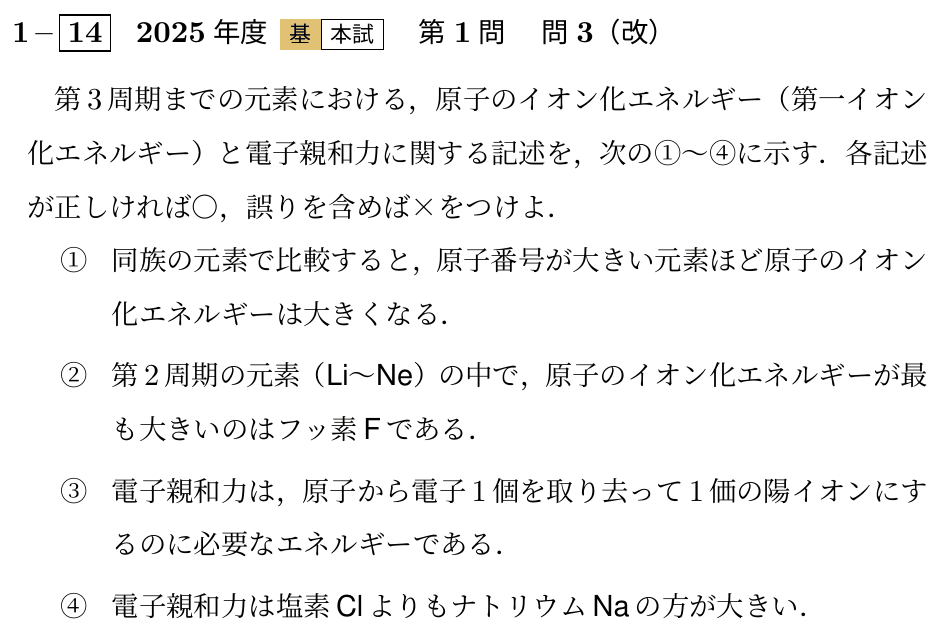 1－14 2025 年度 基 本試 第 1 問 問 3（改）
第３周期までの元素における，原子のイオン化エネルギー（第一イオン
化エネルギー）と電子親和力に関する記述を，次の①～④に示す．各記述
が正しければ○，誤りを含めば×をつけよ．
① 同族の元素で比較すると，原子番号が大きい元素ほど原子のイオン
化エネルギーは大きくなる．
② 第２周期の元素（Li～Ne）の中で，原子のイオン化エネルギーが最
も大きいのはフッ素 F である．
③ 電子親和力は，原子から電子１個を取り去って１価の陽イオンにす
るのに必要なエネルギーである．
④ 電子親和力は塩素 Cl よりもナトリウム Na の方が大きい．